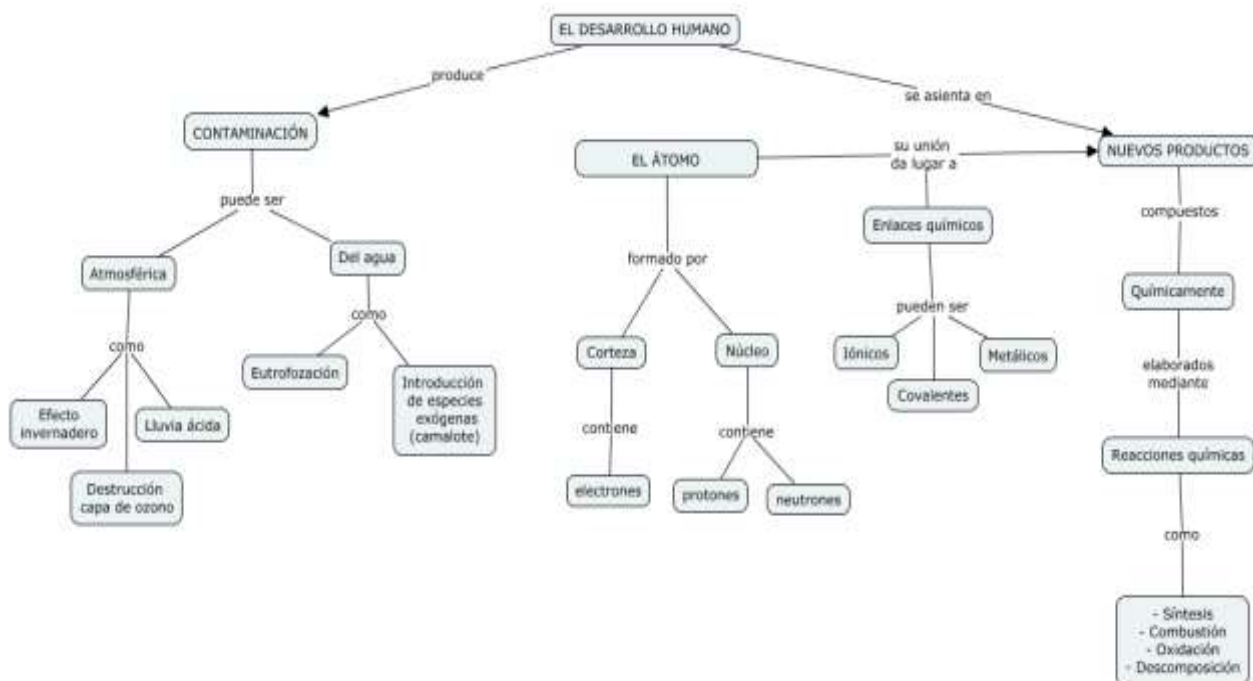 EL DESARROLLO HUMANO
produce
se asienta en
CONTAMINACIÓN
EL ÁTOMO
su unión
da lugar a
NUEVOS PRODUCTOS
puede ser
compuestos
Enlaces químicos
Atmosférica
Del agua
formado por
Químicamente
como
como
pueden ser
Eutrofozación
Introducción
de especies
exógenas
(camalote)
Corteza
Núcleo
Iónicos
Covalentes
Metálicos
elaborados
mediante
Efecto
invernadero
Lluvia ácida
Destrucción
capa de ozono
contiene
contiene
Reacciones químicas
electrones
protones
neutrones
como
- Síntesis
- Combustión
- Oxidación
- Descomposición